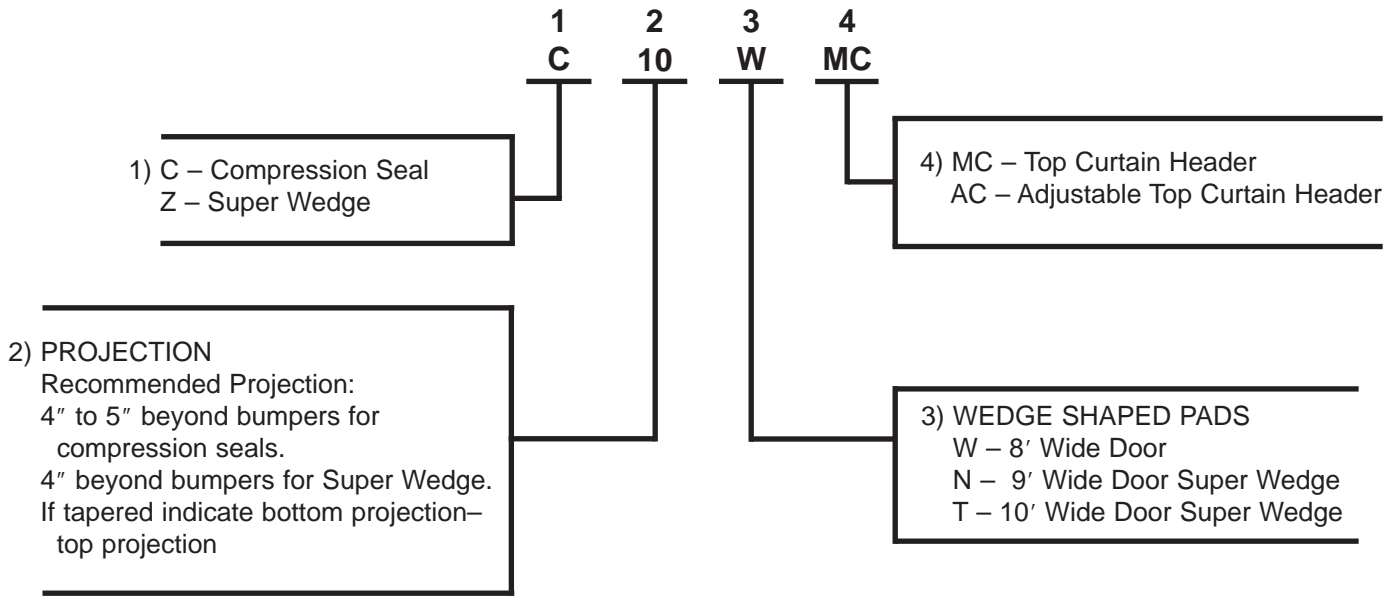 1 2 3 4
C 10 W MC
1) C – Compression Seal
Z – Super Wedge
4) MC – Top Curtain Header
AC – Adjustable Top Curtain Header
2) PROJECTION
Recommended Projection:
4″ to 5″ beyond bumpers for
compression seals.
4″ beyond bumpers for Super Wedge.
If tapered indicate bottom projection–
top projection
3) WEDGE SHAPED PADS
W – 8′ Wide Door
N – 9′ Wide Door Super Wedge
T – 10′ Wide Door Super Wedge